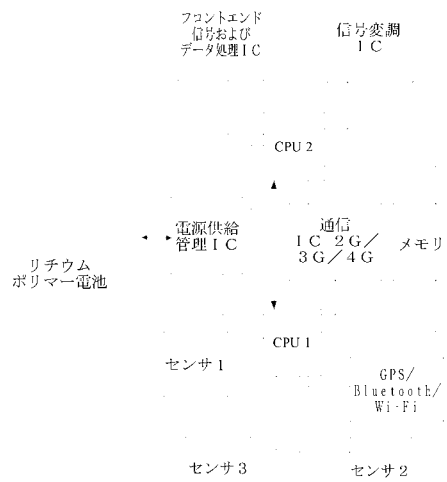 フロントエンド
信号および
データ処理IC
信号変調
IC
CPU 2
電源供給
管理IC
通信
IC 2G/
3G/4G
メモリ
リチウム
ポリマー電池
CPU 1
センサ1
GPS/
Bluetooth/
Wi-Fi
センサ3
センサ2